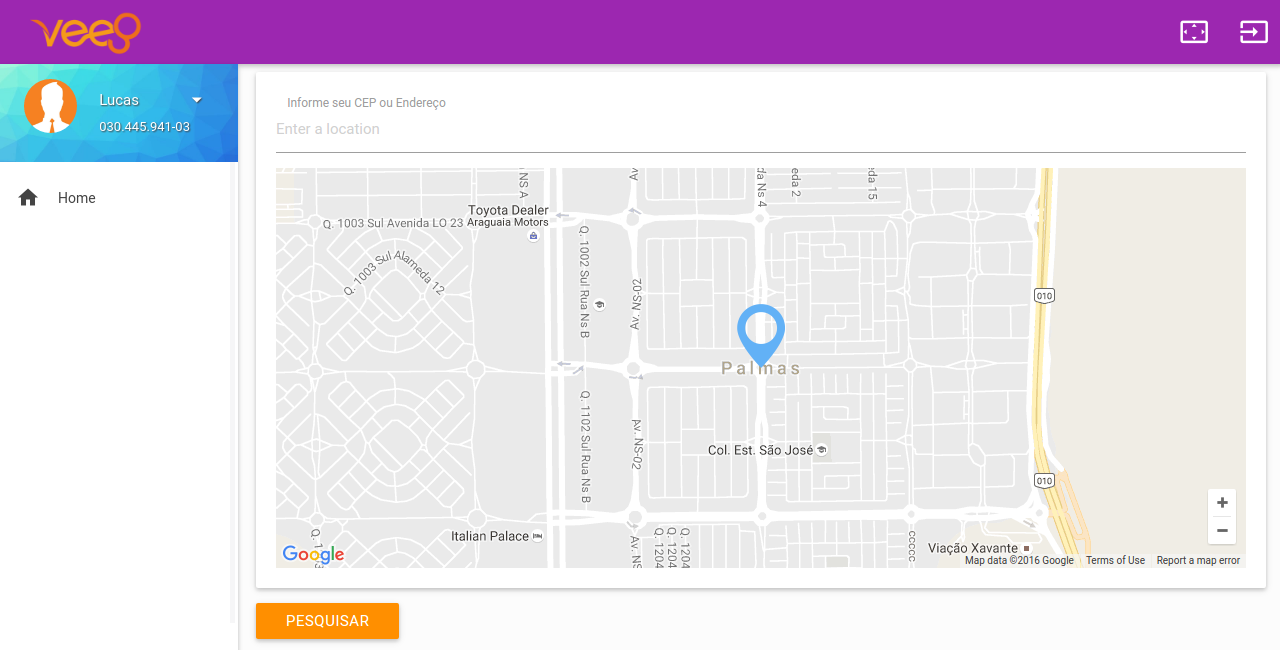 veeg
Lucas
030.445.941-03
Home
Informe seu CEP ou Endereço
Enter a location
NS A
Av
da Ns 4
eda 2
eda 15
Toyota Dealer
Araguaia Motors
Q. 1003 Sul Avenida LO 23
Q. 1003 Sul Alameda 12
Q. 1002 Sul Rua Ns B
Av. NS-02
010
Palmas
Q. 1102 Sul Rua Ns B
Av. NS-02
Col. Est. São José
010
Italian Palace
Av. NS
Q. 1204
Q. 1204
Q. 1204
Viação Xavante
+
−
Google
Map data ©2016 Google
Terms of Use
Report a map error
PESQUISAR